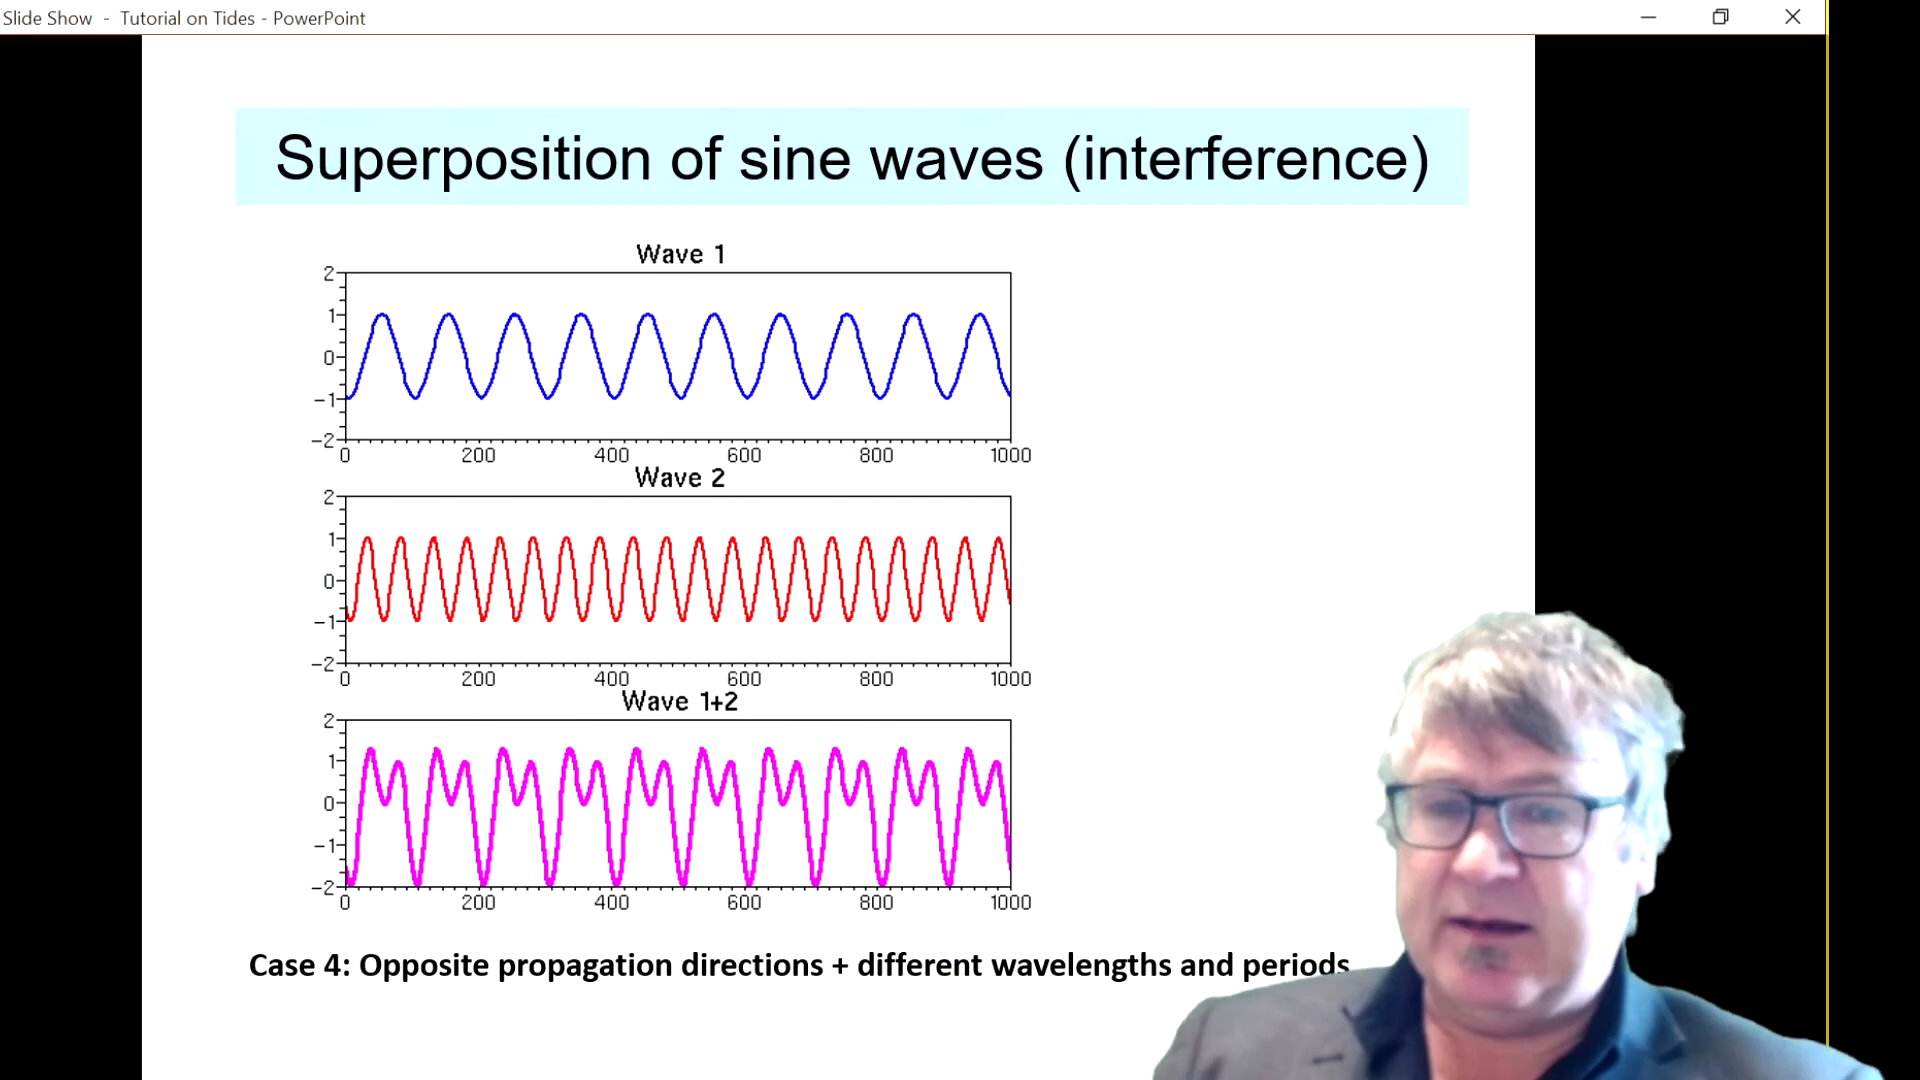 Slide Show - Tutorial on Tides - PowerPoint
Superposition of sine waves (interference)
Wave 1
2
1
0
−1
−2
0 200 400 600 800 1000
Wave 2
2
1
0
−1
−2
0 200 400 600 800 1000
Wave 1+2
2
1
0
−1
−2
0 200 400 600 800 1000
Case 4: Opposite propagation directions + different wavelengths and periods